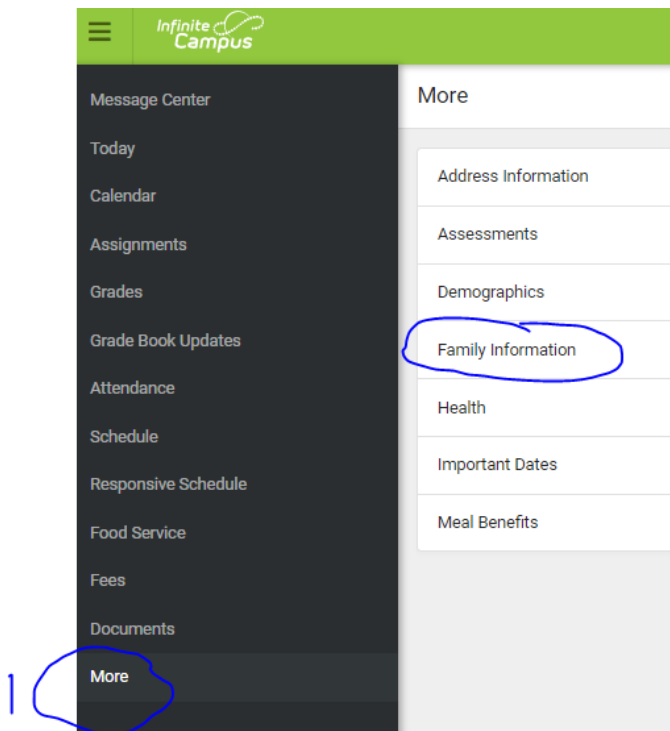 Infinite
Campus
Message Center
Today
Calendar
Assignments
Grades
Grade Book Updates
Attendance
Schedule
Responsive Schedule
Food Service
Fees
Documents
More
1
More
Address Information
Assessments
Demographics
Family Information
Health
Important Dates
Meal Benefits